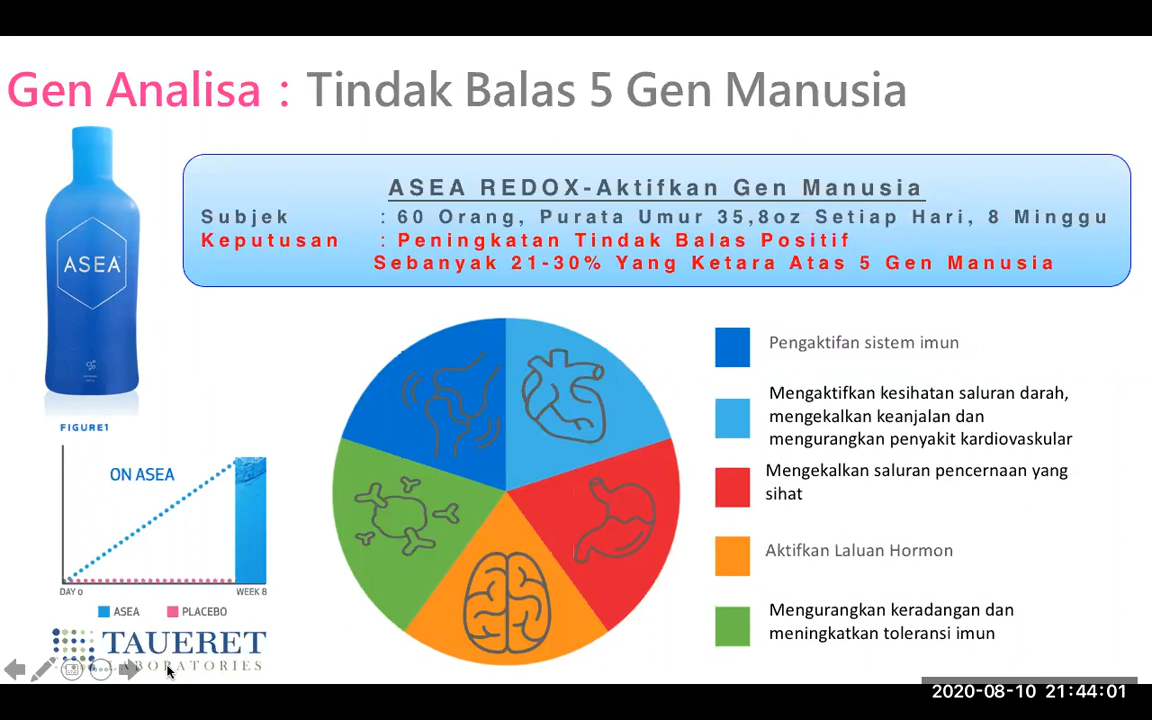 Gen Analisa : Tindak Balas 5 Gen Manusia
ASEA REDOX-Aktifkan Gen Manusia
Subjek : 60 Orang, Purata Umur 35,8oz Setiap Hari, 8 Minggu
Keputusan : Peningkatan Tindak Balas Positif
Sebanyak 21-30% Yang Ketara Atas 5 Gen Manusia
ASEA
FIGURE1
ON ASEA
DAY 0 WEEK 8
ASEA PLACEBO
TAUERET
LABORATORIES
Pengaktifan sistem imun
Mengaktifkan kesihatan saluran darah,
mengekalkan keanjalan dan
mengurangkan penyakit kardiovaskular
Mengekalkan saluran pencernaan yang
sihat
Aktifkan Laluan Hormon
Mengurangkan keradangan dan
meningkatkan toleransi imun
2020-08-10 21:44:01